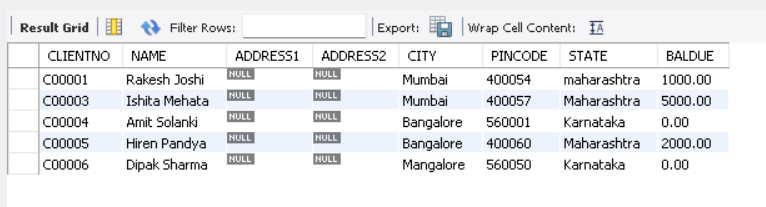 Result Grid Filter Rows: Export: Wrap Cell Content: IA
CLIENTNO NAME ADDRESS1 ADDRESS2 CITY PINCODE STATE BALDUE
C00001 Rakesh Joshi NULL NULL Mumbai 400054 maharashtra 1000.00
C00003 Ishita Mehata NULL NULL Mumbai 400057 Maharashtra 5000.00
C00004 Amit Solanki NULL NULL Bangalore 560001 Karnataka 0.00
C00005 Hiren Pandya NULL NULL Bangalore 400060 Maharashtra 2000.00
C00006 Dipak Sharma NULL NULL Mangalore 560050 Karnataka 0.00